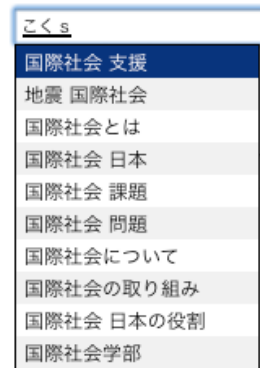 こくs
国際社会 支援
地震 国際社会
国際社会とは
国際社会 日本
国際社会 課題
国際社会 問題
国際社会について
国際社会の取り組み
国際社会 日本の役割
国際社会学部